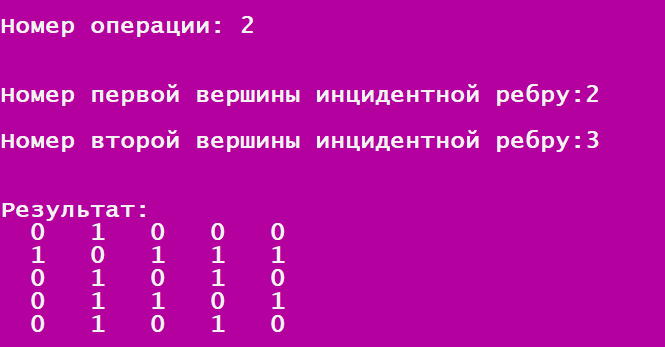 Номер операции: 2
Номер первой вершины инцидентной ребру:2
Номер второй вершины инцидентной ребру:3
Результат:
0 1 0 0 0
1 0 1 1 1
0 1 0 1 0
0 1 1 0 1
0 1 0 1 0